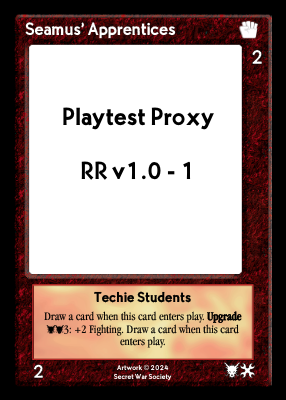 Seamus' Apprentices
2
Playtest Proxy
RR v1.0 - 1
Techie Students
Draw a card when this card enters play. Upgrade
3: +2 Fighting. Draw a card when this card
enters play.
2
Artwork © 2024
Secret War Society